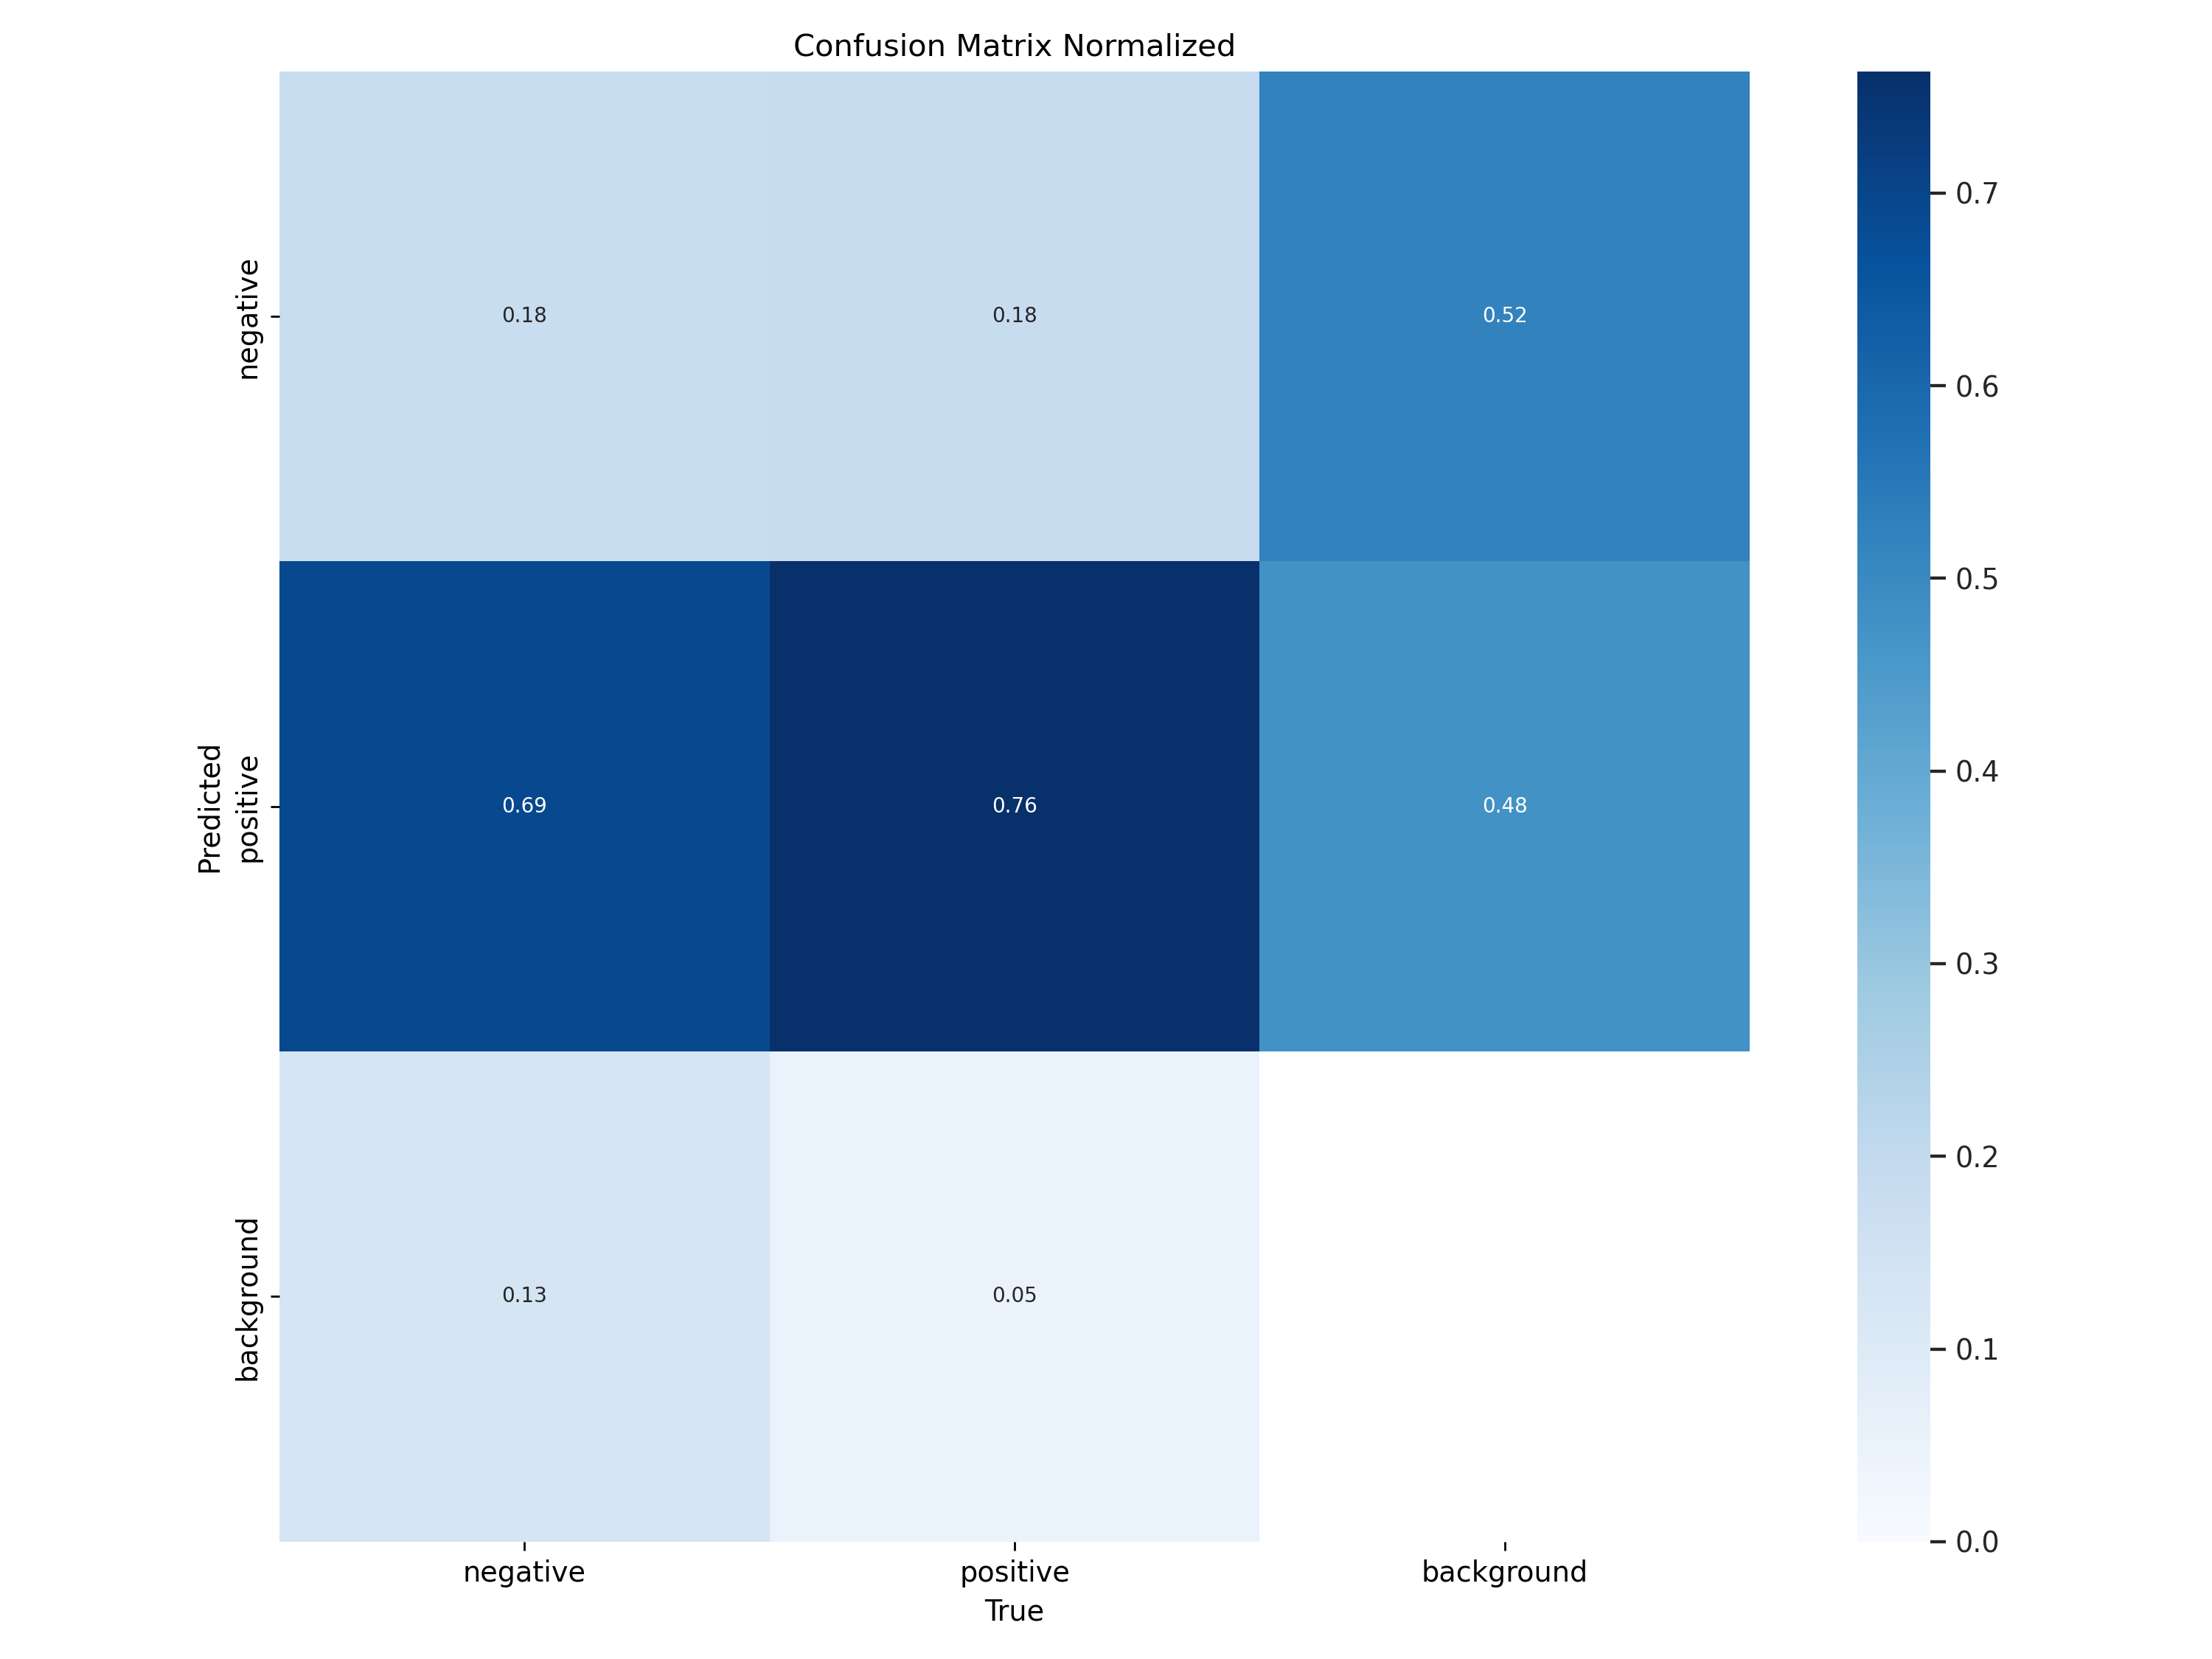 Confusion Matrix Normalized
negative
0.18 0.18 0.52
Predicted
positive
0.69 0.76 0.48
background
0.13 0.05
negative positive background
True
0.7
0.6
0.5
0.4
0.3
0.2
0.1
0.0